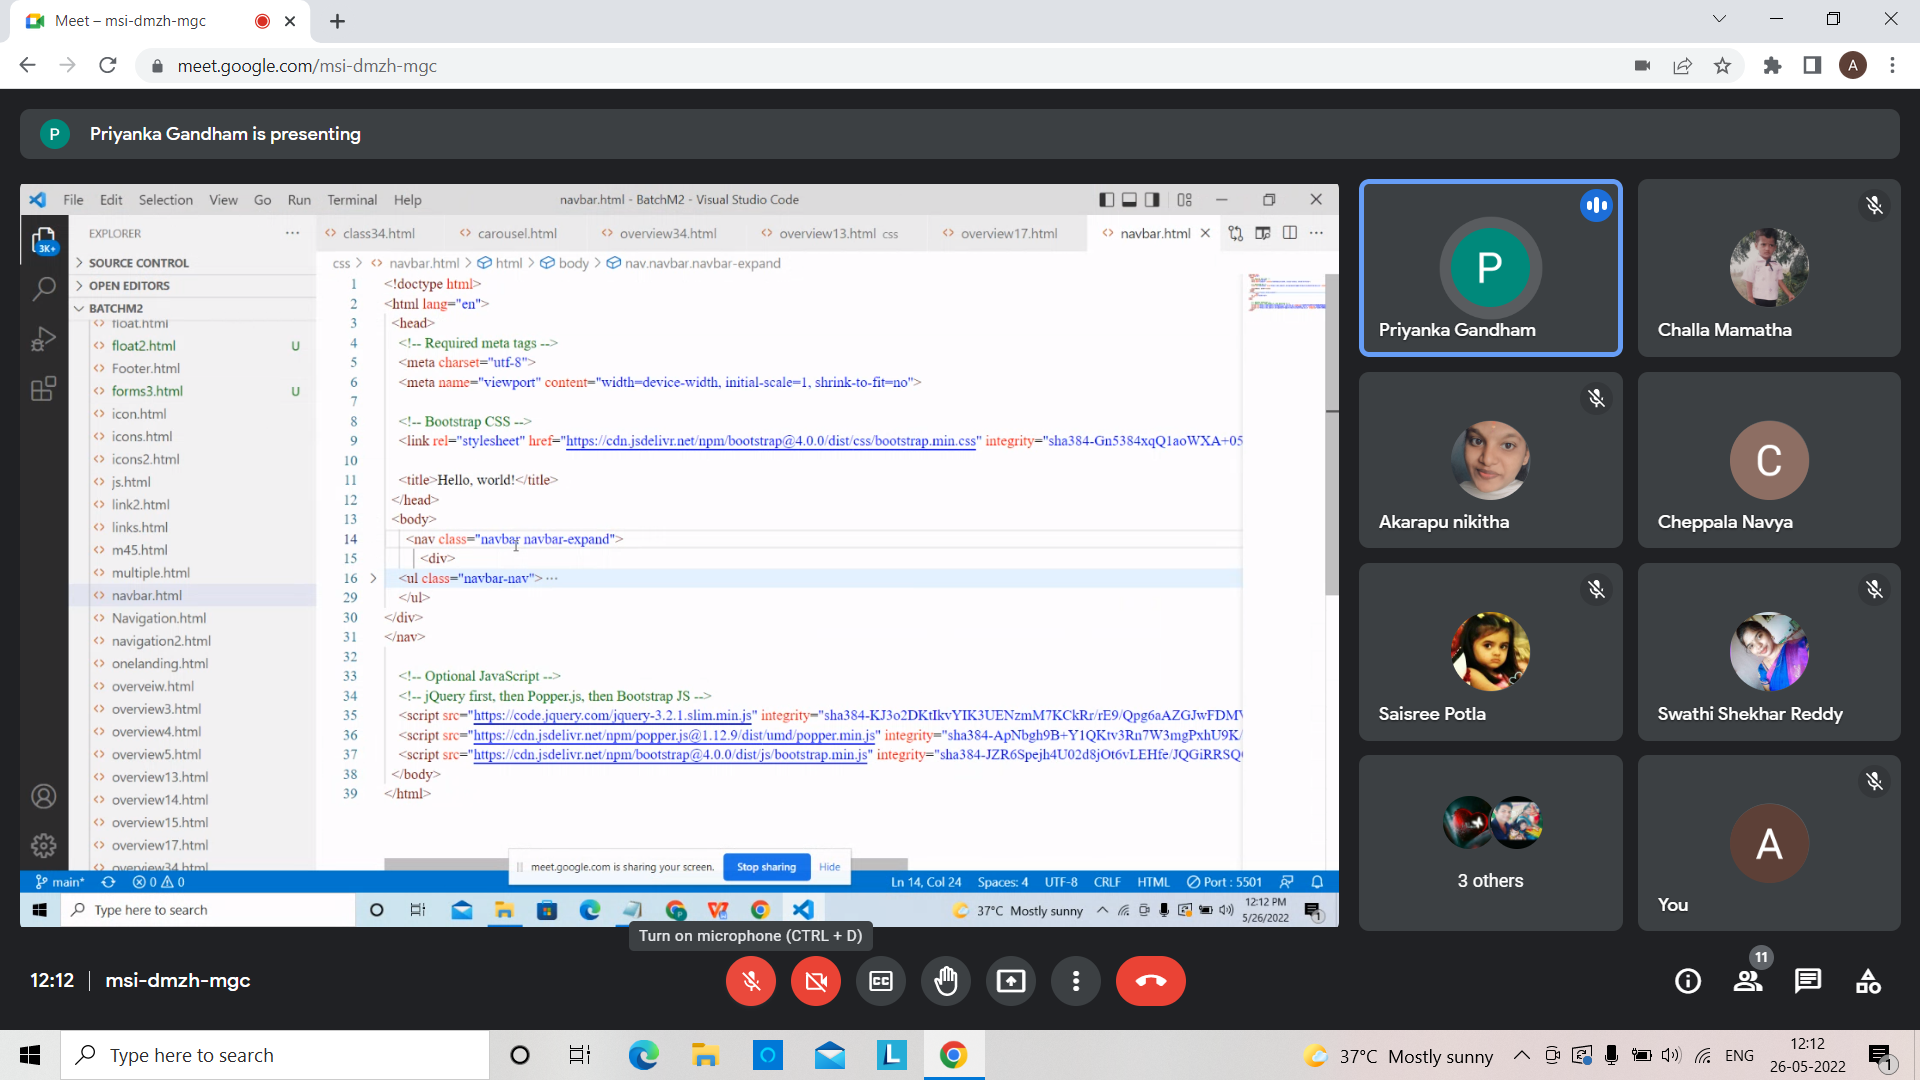 Meet – msi-dmzh-mgc
meet.google.com/msi-dmzh-mgc
A
P
Priyanka Gandham is presenting
File Edit Selection View Go Run Terminal Help
navbar.html - BatchM2 - Visual Studio Code
3K+
EXPLORER
class34.html
carousel.html
overview34.html
overview13.html css
overview17.html
navbar.html
css > navbar.html > html > body > nav.navbar.navbar-expand
SOURCE CONTROL
OPEN EDITORS
BATCHM2
float.html
float2.html U
Footer.html
forms3.html U
icon.html
icons.html
icons2.html
js.html
link2.html
links.html
m45.html
multiple.html
navbar.html
Navigation.html
navigation2.html
onelanding.html
overveiw.html
overview3.html
overview4.html
overview5.html
overview13.html
overview14.html
overview15.html
overview17.html
overview34.html
1 <!doctype html>
2 <html lang="en">
3 <head>
4 <!-- Required meta tags -->
5 <meta charset="utf-8">
6 <meta name="viewport" content="width=device-width, initial-scale=1, shrink-to-fit=no">
7
8 <!-- Bootstrap CSS -->
9 <link rel="stylesheet" href="https://cdn.jsdelivr.net/npm/bootstrap@4.0.0/dist/css/bootstrap.min.css" integrity="sha384-Gn5384xqQ1aoWXA+05
10
11 <title>Hello, world!</title>
12 </head>
13 <body>
14 <nav class="navbar navbar-expand">
15 <div>
16 <ul class="navbar-nav"> ···
29 </ul>
30 </div>
31 </nav>
32
33 <!-- Optional JavaScript -->
34 <!-- jQuery first, then Popper.js, then Bootstrap JS -->
35 <script src="https://code.jquery.com/jquery-3.2.1.slim.min.js" integrity="sha384-KJ3o2DKtIkvYIK3UENzmM7KCkRr/rE9/Qpg6aAZGJwFDMV
36 <script src="https://cdn.jsdelivr.net/npm/popper.js@1.12.9/dist/umd/popper.min.js" integrity="sha384-ApNbgh9B+Y1QKtv3Rn7W3mgPxhU9K/
37 <script src="https://cdn.jsdelivr.net/npm/bootstrap@4.0.0/dist/js/bootstrap.min.js" integrity="sha384-JZR6Spejh4U02d8jOt6vLEHfe/JQGiRRSQ
38 </body>
39 </html>
meet.google.com is sharing your screen. Stop sharing Hide
main* 0 0
Ln 14, Col 24 Spaces: 4 UTF-8 CRLF HTML Port : 5501
Type here to search
37°C Mostly sunny
12:12 PM
5/26/2022
1
Turn on microphone (CTRL + D)
P
Priyanka Gandham
Challa Mamatha
Akarapu nikitha
C
Cheppala Navya
Saisree Potla
Swathi Shekhar Reddy
3 others
A
You
12:12 | msi-dmzh-mgc
CC
11
Type here to search
L
37°C Mostly sunny
ENG
12:12
26-05-2022
1